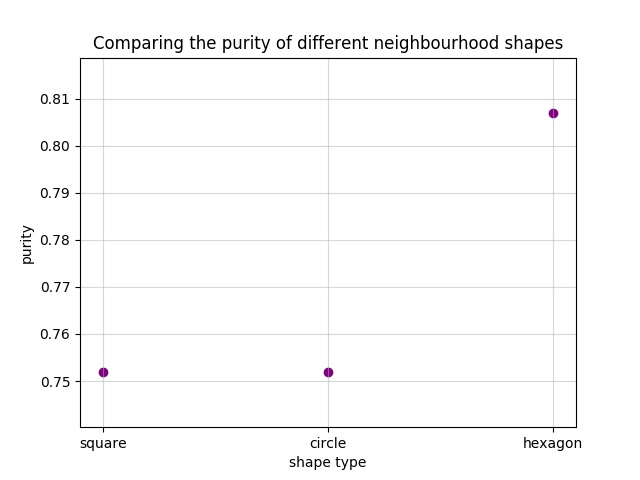 Comparing the purity of different neighbourhood shapes
0.81
0.80
0.79
0.78
0.77
0.76
0.75
purity
square circle hexagon
shape type